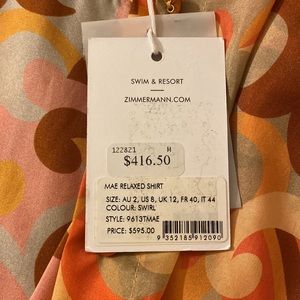 SWIM & RESORT
ZIMMERMANN.COM
122821 M
$416.50
MAE RELAXED SHIRT
SIZE: AU 2, US 8, UK 12, FR 40, IT 44
COLOUR: SWIRL
STYLE: 9613TMAE
PRICE: $595.00
9 352185 912090